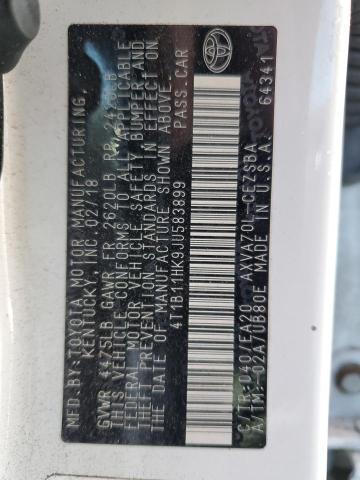 MFD. BY: TOYOTA MOTOR MANUFACTURING,
KENTUCKY, INC. 02/18
GVWR 4475LB GAWR FR 2620LB RR 2425LB
THIS VEHICLE CONFORMS TO ALL APPLICABLE
FEDERAL MOTOR VEHICLE SAFETY, BUMPER AND
THEFT PREVENTION STANDARDS IN EFFECT ON
THE DATE OF MANUFACTURE SHOWN ABOVE.
4T1B11HK9JU583899 PASS. CAR
C/TR: 040/EA20 AXVA70L-CEZSBA
A/TM: -02A/UB80E MADE IN U.S.A.
64341
TOYOTA